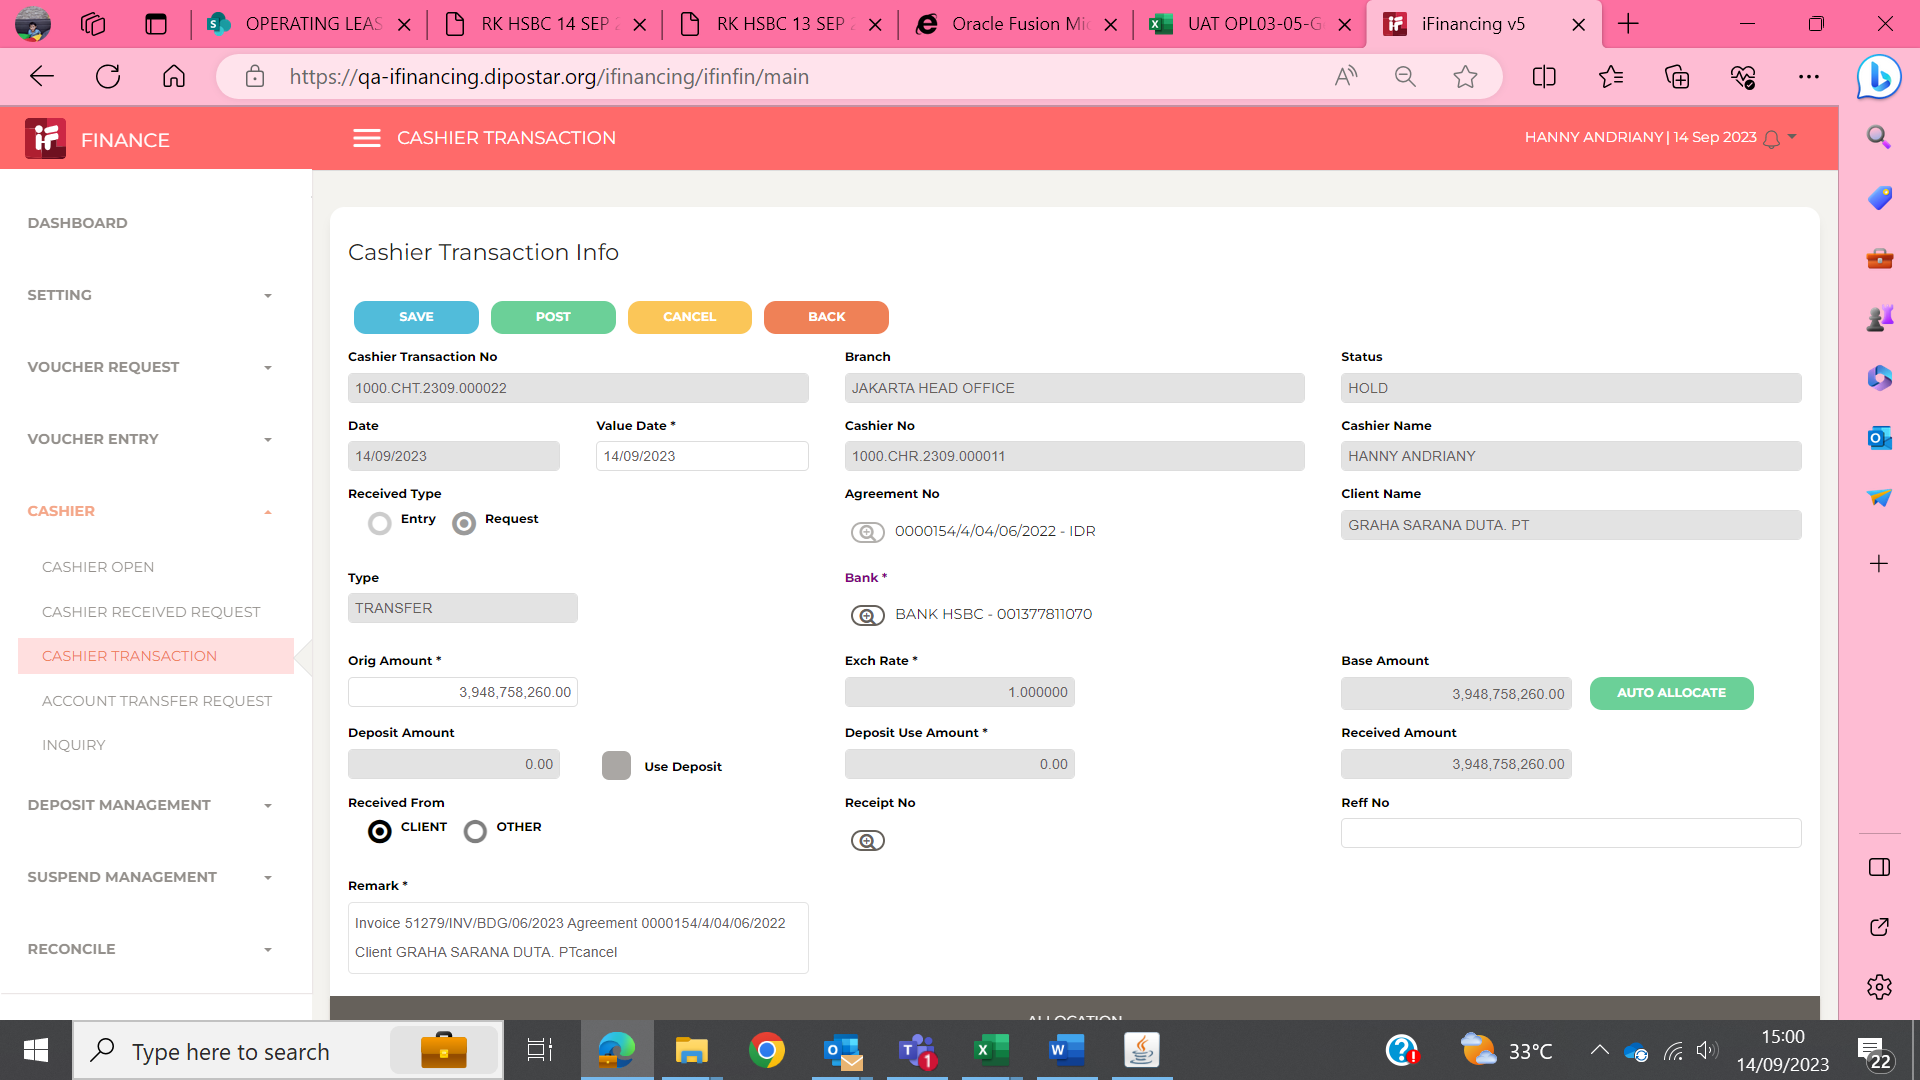 OPERATING LEAS
RK HSBC 14 SEP 2
RK HSBC 13 SEP 2
Oracle Fusion Mi
UAT OPL03-05-G
iFinancing v5
https://qa-ifinancing.dipostar.org/ifinancing/ifinfin/main
iF FINANCE
CASHIER TRANSACTION
HANNY ANDRIANY | 14 Sep 2023
DASHBOARD
SETTING
VOUCHER REQUEST
VOUCHER ENTRY
CASHIER
CASHIER OPEN
CASHIER RECEIVED REQUEST
CASHIER TRANSACTION
ACCOUNT TRANSFER REQUEST
INQUIRY
DEPOSIT MANAGEMENT
SUSPEND MANAGEMENT
RECONCILE
Cashier Transaction Info
SAVE POST CANCEL BACK
Cashier Transaction No Branch Status
1000.CHT.2309.000022 JAKARTA HEAD OFFICE HOLD
Date Value Date * Cashier No Cashier Name
14/09/2023 14/09/2023 1000.CHR.2309.000011 HANNY ANDRIANY
Received Type Agreement No Client Name
Entry Request 0000154/4/04/06/2022 - IDR GRAHA SARANA DUTA. PT
Type Bank *
TRANSFER BANK HSBC - 001377811070
Orig Amount * Exch Rate * Base Amount
3,948,758,260.00 1.000000 3,948,758,260.00 AUTO ALLOCATE
Deposit Amount Deposit Use Amount * Received Amount
0.00 Use Deposit 0.00 3,948,758,260.00
Received From Receipt No Reff No
CLIENT OTHER
Remark *
Invoice 51279/INV/BDG/06/2023 Agreement 0000154/4/04/06/2022
Client GRAHA SARANA DUTA. PTcancel
ALLOCATION
Type here to search
1
33°C
15:00
14/09/2023
22